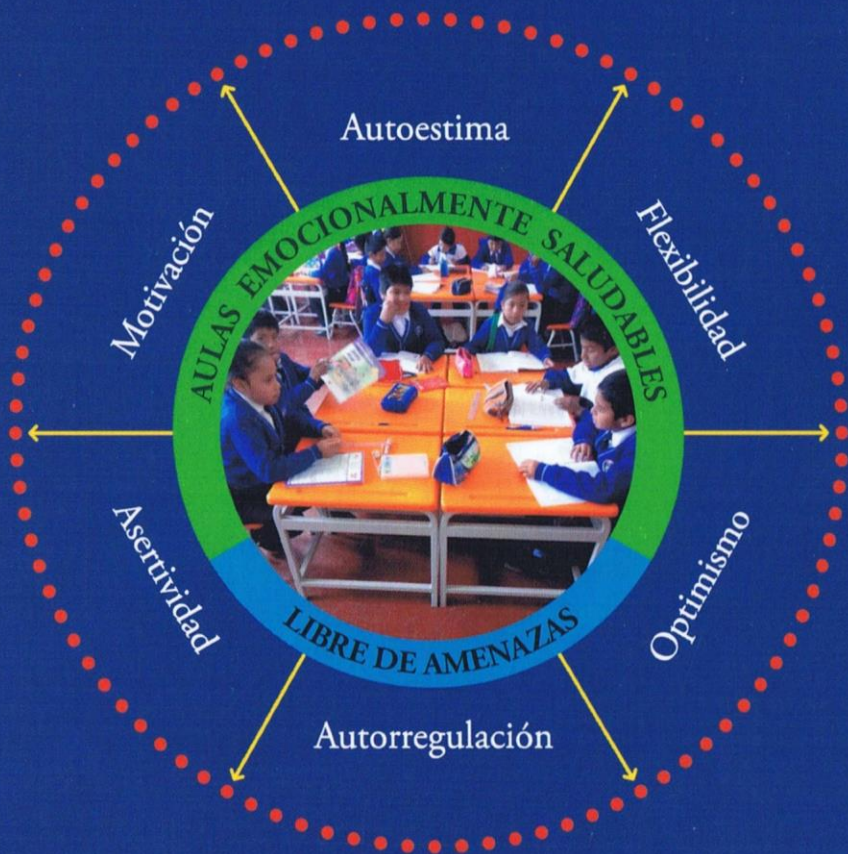 Autoestima
Flexibilidad
Optimismo
Autorregulación
Asertividad
Motivación
AULAS EMOCIONALMENTE SALUDABLES
LIBRE DE AMENAZAS